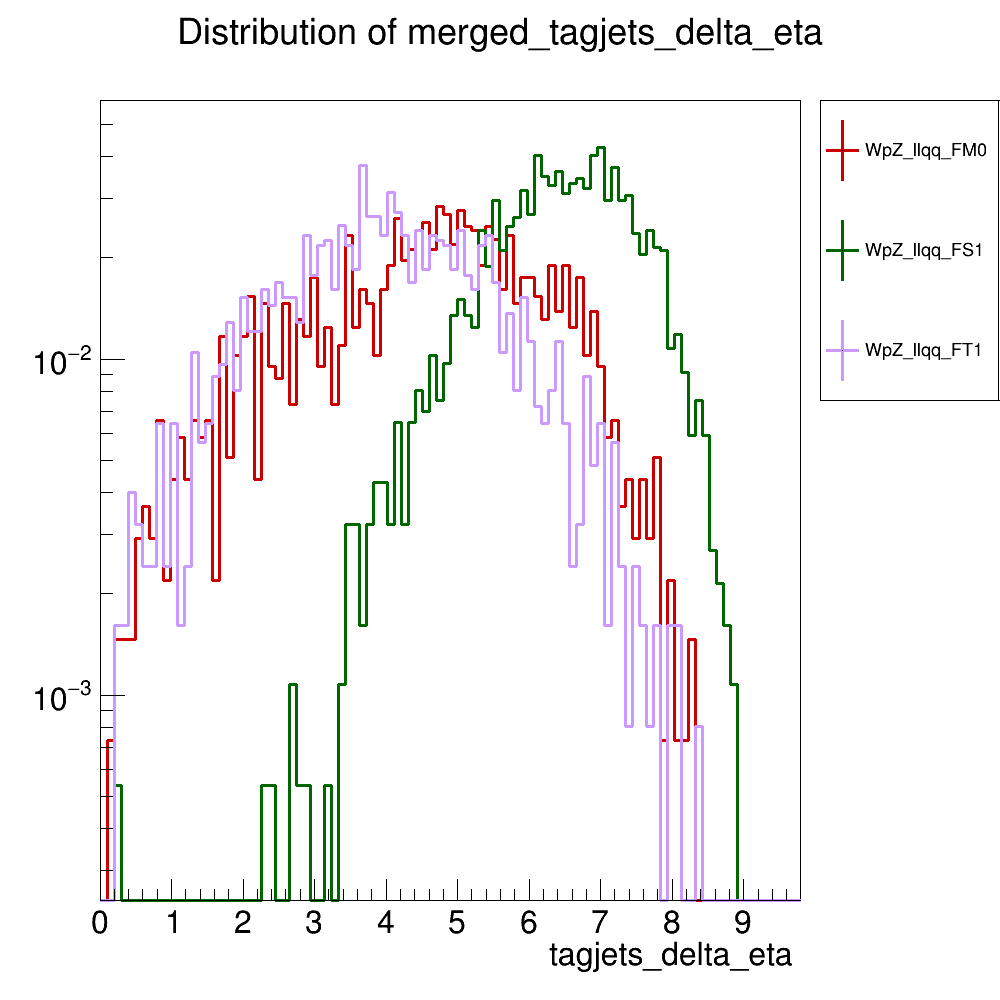 Distribution of merged_tagjets_delta_eta
WpZ_llqq_FM0
WpZ_llqq_FS1
WpZ_llqq_FT1
10⁻²
10⁻³
0 1 2 3 4 5 6 7 8 9
tagjets_delta_eta